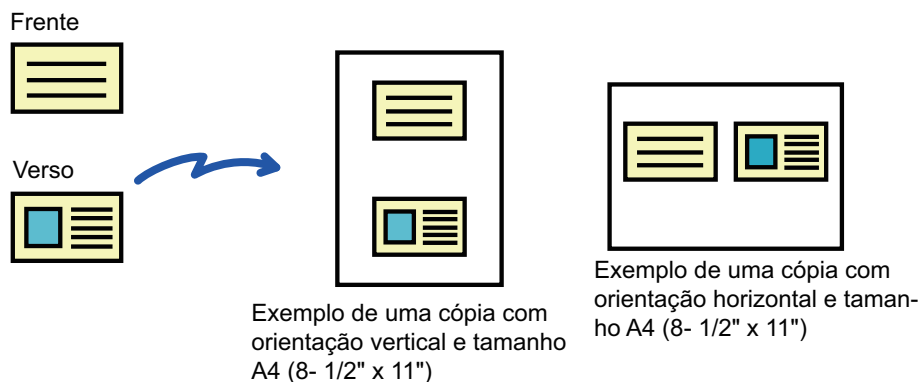 Frente
Verso
Exemplo de uma cópia com
orientação vertical e tamanho
A4 (8- 1/2" x 11")
Exemplo de uma cópia com
orientação horizontal e taman-
ho A4 (8- 1/2" x 11")